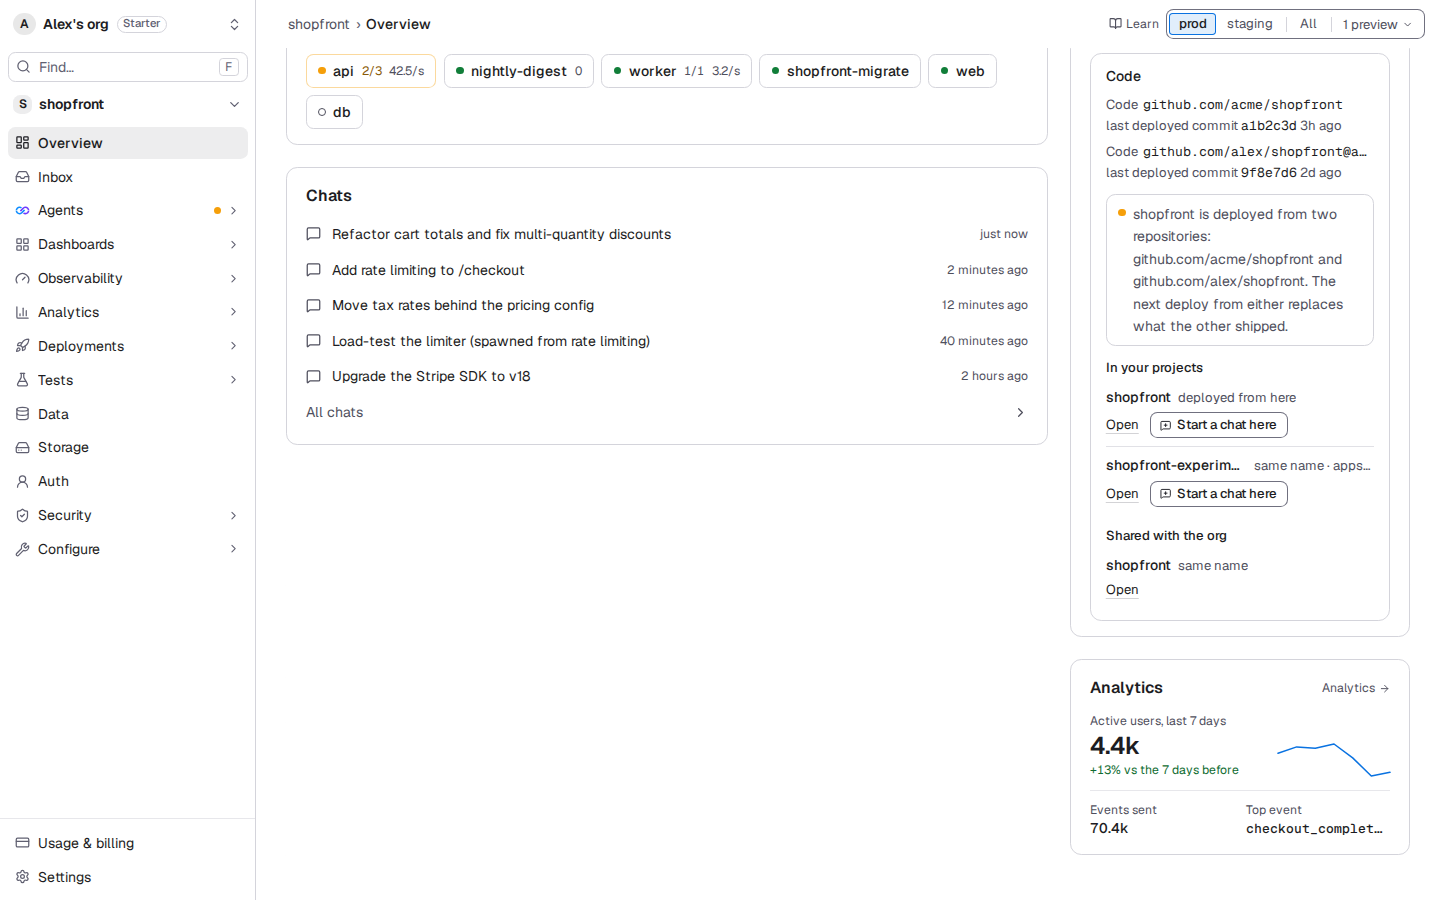 A Alex's org Starter
Find... F
S shopfront
Overview
Inbox
Agents
Dashboards
Observability
Analytics
Deployments
Tests
Data
Storage
Auth
Security
Configure
Usage & billing
Settings
shopfront › Overview
Learn prod staging All 1 preview
api 2/3 42.5/s nightly-digest 0 worker 1/1 3.2/s shopfront-migrate web
db
Chats
Refactor cart totals and fix multi-quantity discounts just now
Add rate limiting to /checkout 2 minutes ago
Move tax rates behind the pricing config 12 minutes ago
Load-test the limiter (spawned from rate limiting) 40 minutes ago
Upgrade the Stripe SDK to v18 2 hours ago
All chats
Code
Code github.com/acme/shopfront
last deployed commit a1b2c3d 3h ago
Code github.com/alex/shopfront@a…
last deployed commit 9f8e7d6 2d ago
shopfront is deployed from two
repositories:
github.com/acme/shopfront and
github.com/alex/shopfront. The
next deploy from either replaces
what the other shipped.
In your projects
shopfront deployed from here
Open Start a chat here
shopfront-experim… same name · apps…
Open Start a chat here
Shared with the org
shopfront same name
Open
Analytics Analytics →
Active users, last 7 days
4.4k
+13% vs the 7 days before
Events sent Top event
70.4k checkout_complet…